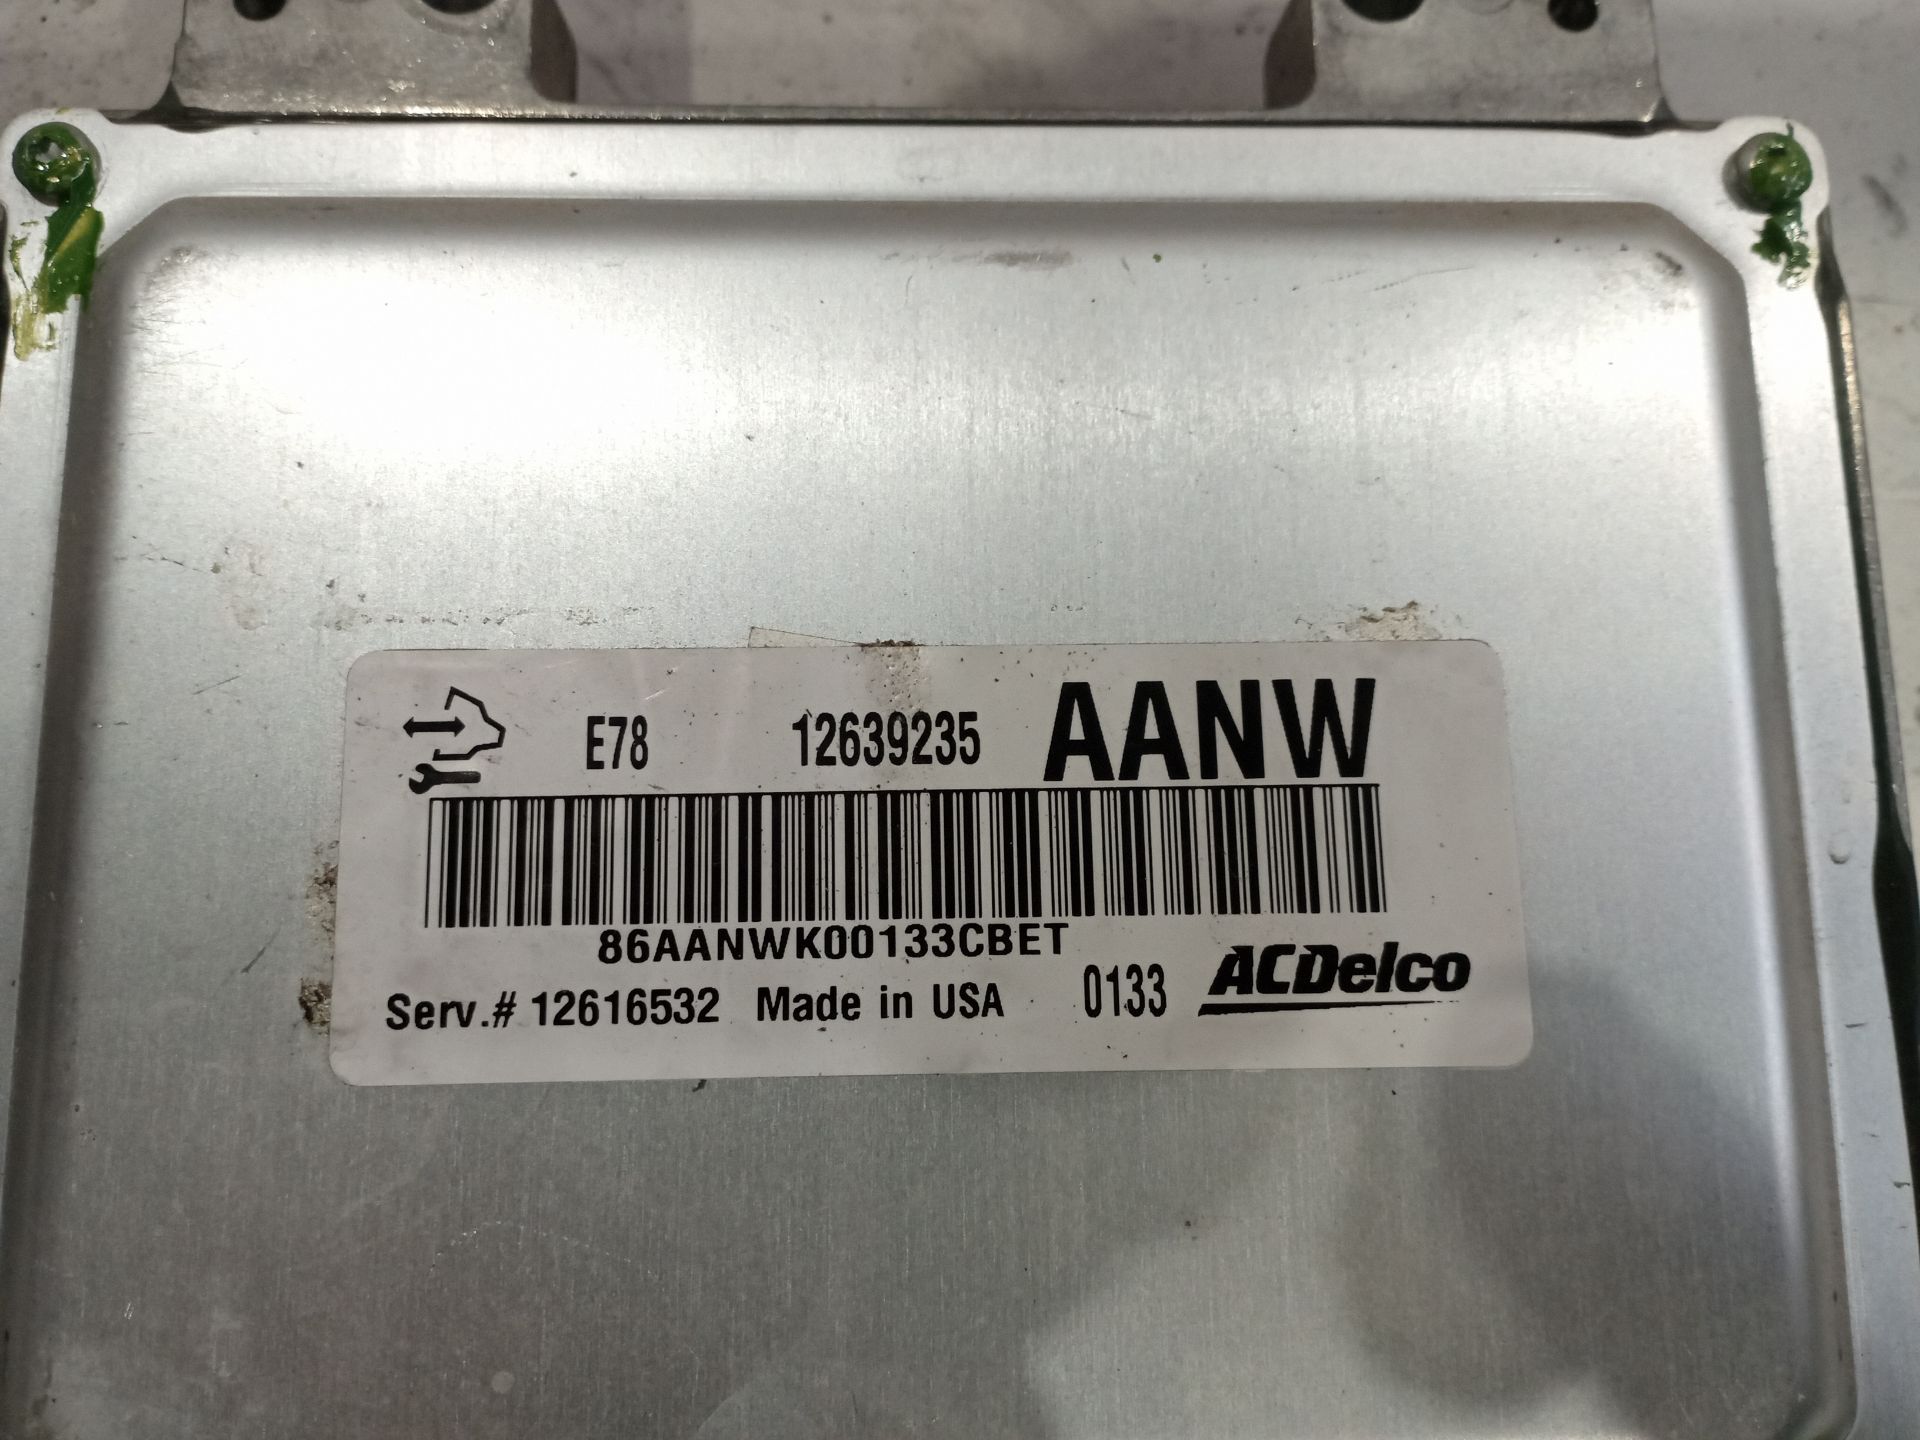 E78 12639235 AANW
86AANWK00133CBET
Serv.# 12616532 Made in USA 0133 ACDelco